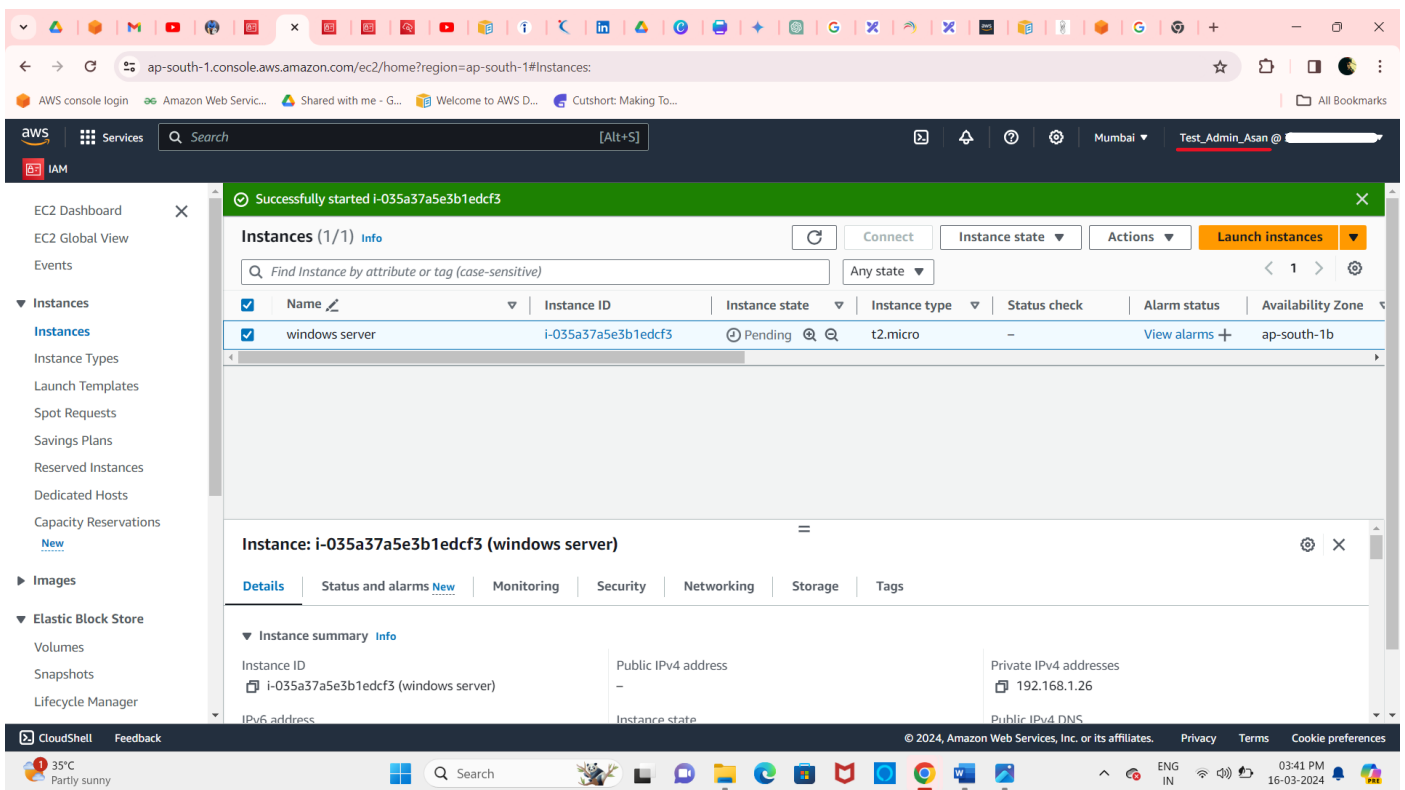 ap-south-1.console.aws.amazon.com/ec2/home?region=ap-south-1#Instances:
AWS console login Amazon Web Servic... Shared with me - G... Welcome to AWS D... Cutshort: Making To... All Bookmarks
aws Services Search [Alt+S] Mumbai ▼ Test_Admin_Asan @
IAM
Successfully started i-035a37a5e3b1edcf3
EC2 Dashboard
EC2 Global View
Events
Instances
Instances
Instance Types
Launch Templates
Spot Requests
Savings Plans
Reserved Instances
Dedicated Hosts
Capacity Reservations
New
Images
Elastic Block Store
Volumes
Snapshots
Lifecycle Manager
Instances (1/1) Info Connect Instance state ▼ Actions ▼ Launch instances ▼
Find Instance by attribute or tag (case-sensitive) Any state ▼ < 1 >
Name Instance ID Instance state Instance type Status check Alarm status Availability Zone
windows server i-035a37a5e3b1edcf3 Pending t2.micro – View alarms + ap-south-1b
Instance: i-035a37a5e3b1edcf3 (windows server)
Details Status and alarms New Monitoring Security Networking Storage Tags
Instance summary Info
Instance ID Public IPv4 address Private IPv4 addresses
i-035a37a5e3b1edcf3 (windows server) – 192.168.1.26
IPv6 address Instance state Public IPv4 DNS
CloudShell Feedback © 2024, Amazon Web Services, Inc. or its affiliates. Privacy Terms Cookie preferences
1 35°C Search ENG 03:41 PM
Partly sunny IN 16-03-2024
PRE